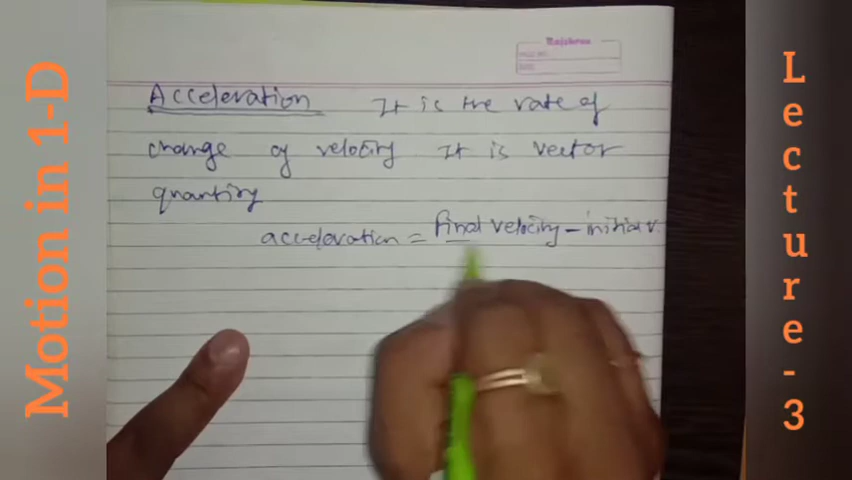 Motion in 1-D
Rajshree
Acceleration It is the rate of
change of velocity It is vector
quantity
acceleration = final velocity - initial v.
Lecture-3